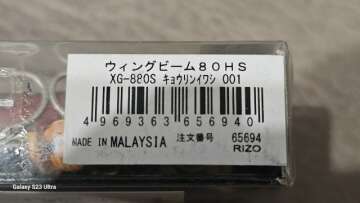 ウィングビーム80HS
XG-880S キョウリンイワシ 001
4 969363 656940
MADE IN MALAYSIA 注文番号 65694
RIZO
Galaxy S23 Ultra